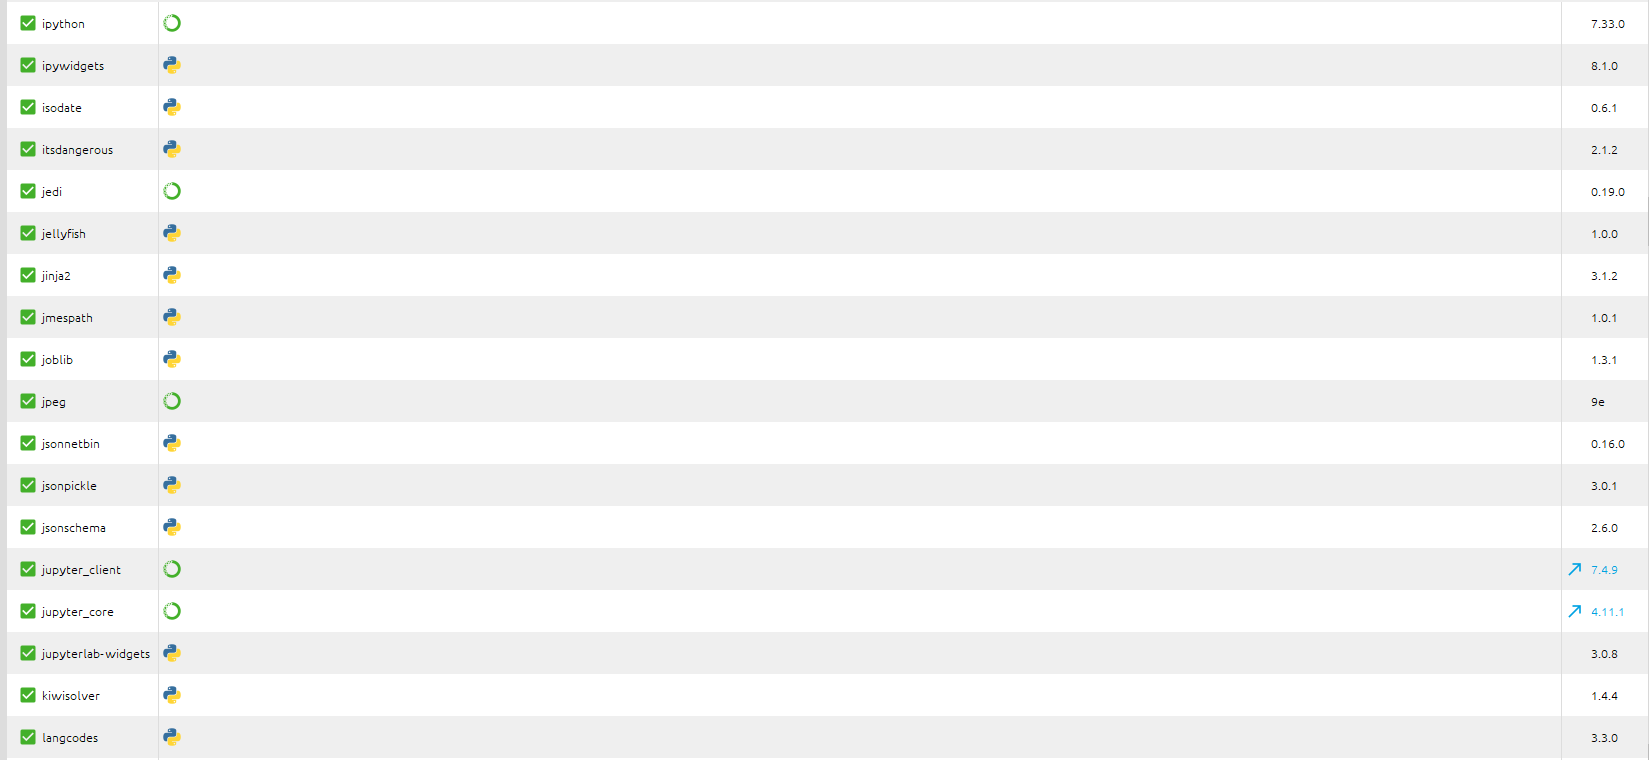 ipython 7.33.0
ipywidgets 8.1.0
isodate 0.6.1
itsdangerous 2.1.2
jedi 0.19.0
jellyfish 1.0.0
jinja2 3.1.2
jmespath 1.0.1
joblib 1.3.1
jpeg 9e
jsonnetbin 0.16.0
jsonpickle 3.0.1
jsonschema 2.6.0
jupyter_client 7.4.9
jupyter_core 4.11.1
jupyterlab-widgets 3.0.8
kiwisolver 1.4.4
langcodes 3.3.0